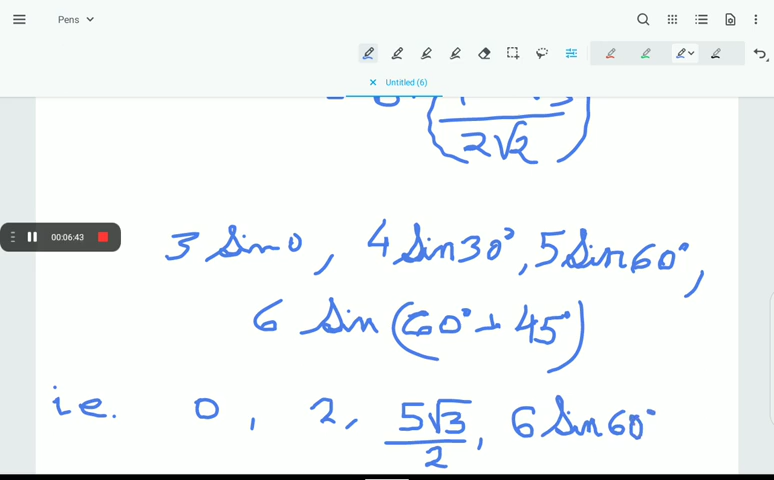 Pens
Untitled (6)
2√2
00:06:43
3 sin 0, 4 sin 30°, 5 sin 60°,
6 sin (60° + 45°)
i.e. 0, 2, 5√3/2, 6 sin 60°